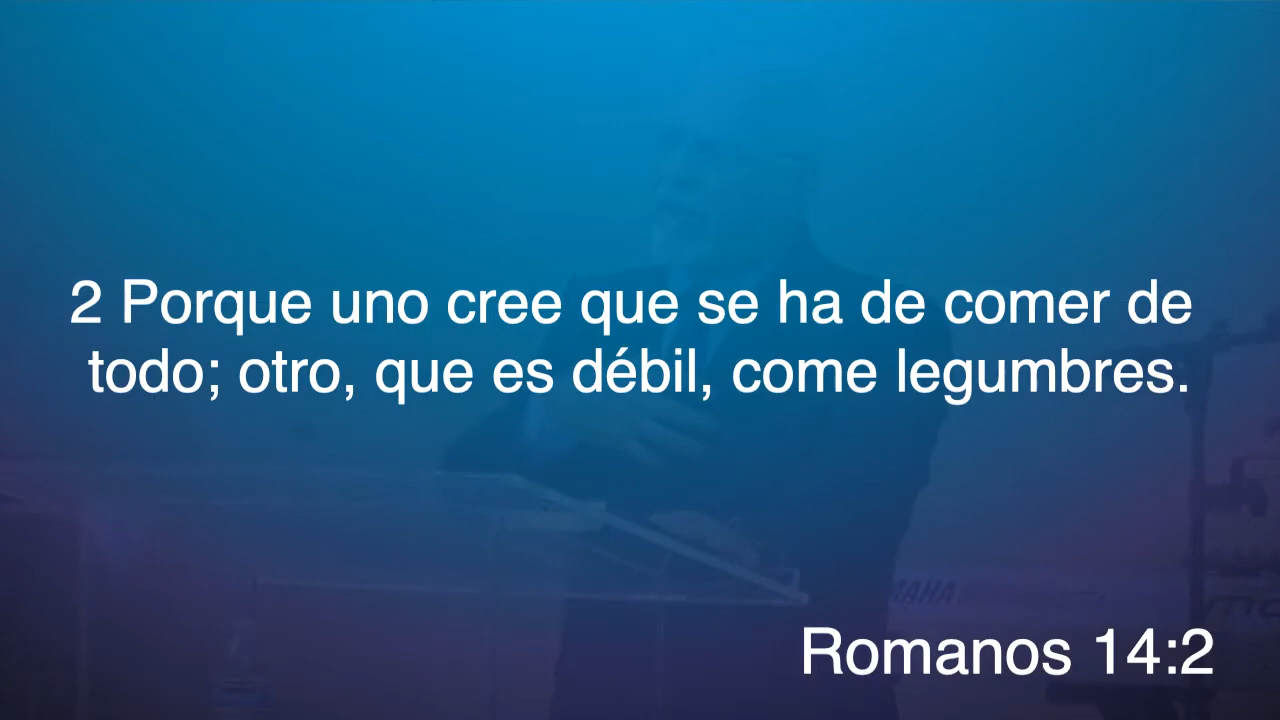 2 Porque uno cree que se ha de comer de
todo; otro, que es débil, come legumbres.
MAHA
Romanos 14:2